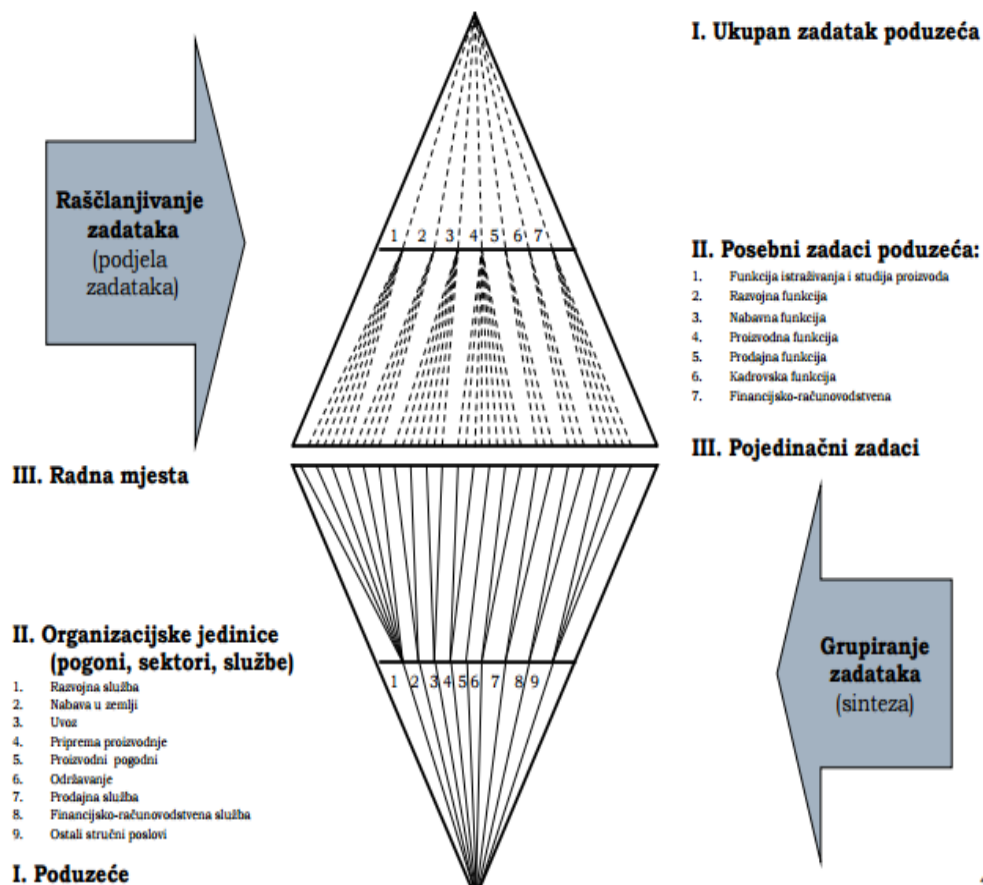 I. Ukupan zadatak poduzeća
Raščlanjivanje
zadataka
(podjela
zadataka)
1 2 3 4 5 6 7
II. Posebni zadaci poduzeća:
1. Funkcija istraživanja i studija proizvoda
2. Razvojna funkcija
3. Nabavna funkcija
4. Proizvodna funkcija
5. Prodajna funkcija
6. Kadrovska funkcija
7. Financijsko-računovodstvena
III. Pojedinačni zadaci
III. Radna mjesta
II. Organizacijske jedinice
(pogoni, sektori, službe)
1. Razvojna služba
2. Nabava u zemlji
3. Uvoz
4. Priprema proizvodnje
5. Proizvodni pogodni
6. Održavanje
7. Prodajna služba
8. Financijsko-računovodstvena služba
9. Ostali stručni poslovi
1 2 3 4 5 6 7 8 9
Grupiranje
zadataka
(sinteza)
I. Poduzeće